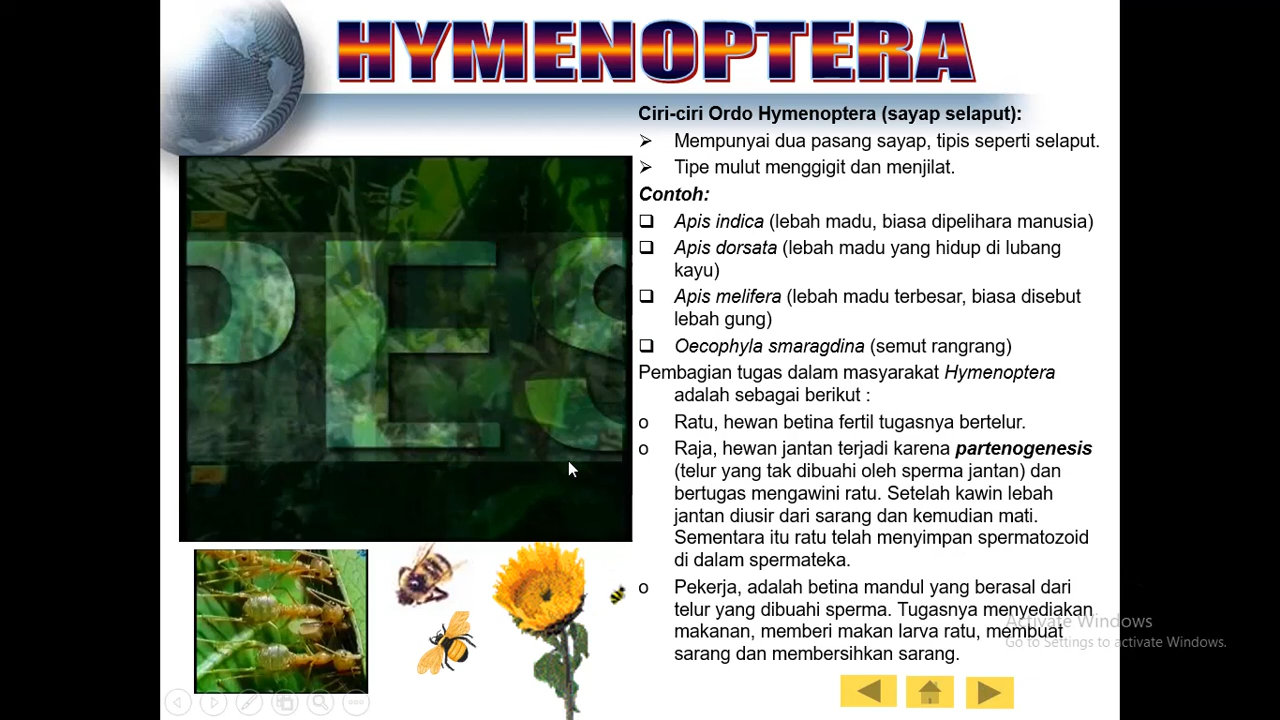 HYMENOPTERA
Ciri-ciri Ordo Hymenoptera (sayap selaput):
Mempunyai dua pasang sayap, tipis seperti selaput.
Tipe mulut menggigit dan menjilat.
Contoh:
Apis indica (lebah madu, biasa dipelihara manusia)
Apis dorsata (lebah madu yang hidup di lubang
kayu)
Apis melifera (lebah madu terbesar, biasa disebut
lebah gung)
Oecophyla smaragdina (semut rangrang)
Pembagian tugas dalam masyarakat Hymenoptera
adalah sebagai berikut :
o Ratu, hewan betina fertil tugasnya bertelur.
o Raja, hewan jantan terjadi karena partenogenesis
(telur yang tak dibuahi oleh sperma jantan) dan
bertugas mengawini ratu. Setelah kawin lebah
jantan diusir dari sarang dan kemudian mati.
Sementara itu ratu telah menyimpan spermatozoid
di dalam spermateka.
o Pekerja, adalah betina mandul yang berasal dari
telur yang dibuahi sperma. Tugasnya menyediakan
makanan, memberi makan larva ratu, membuat
sarang dan membersihkan sarang.
PES
Activate Windows
Go to Settings to activate Windows.